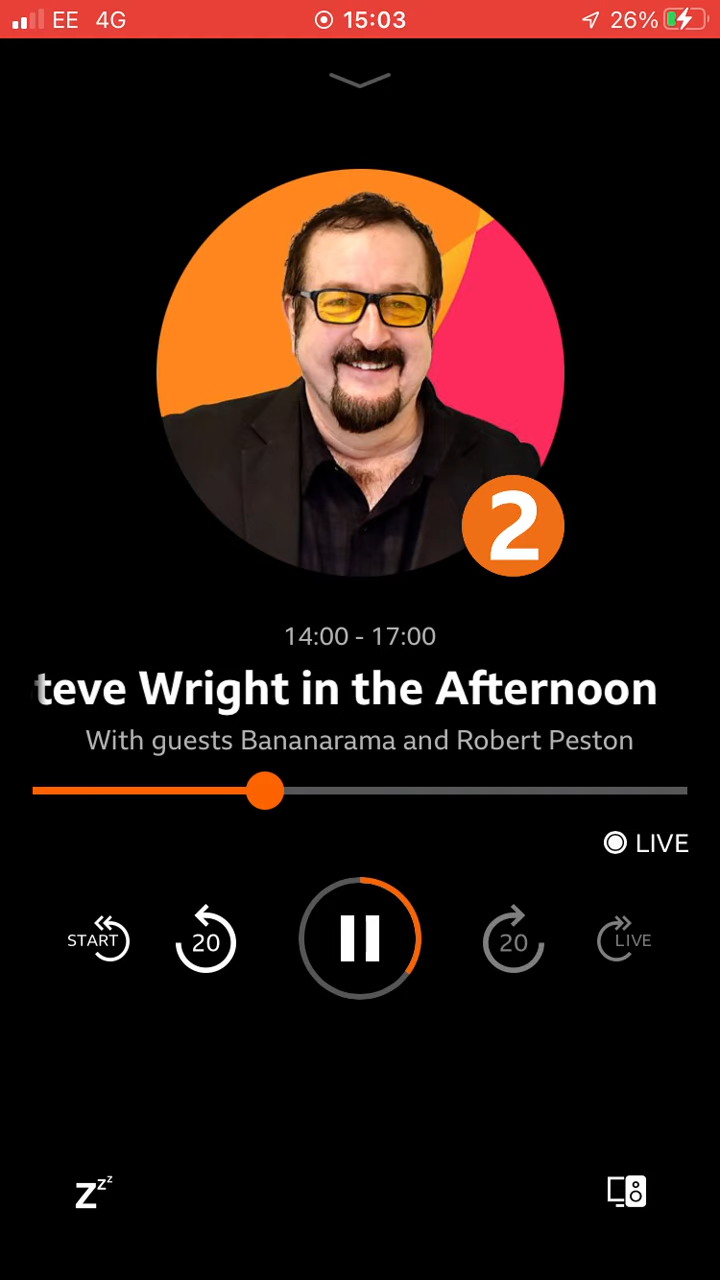 EE 4G 15:03 26%
2
14:00 - 17:00
teve Wright in the Afternoon
With guests Bananarama and Robert Peston
LIVE
START 20 20 LIVE
Zzz